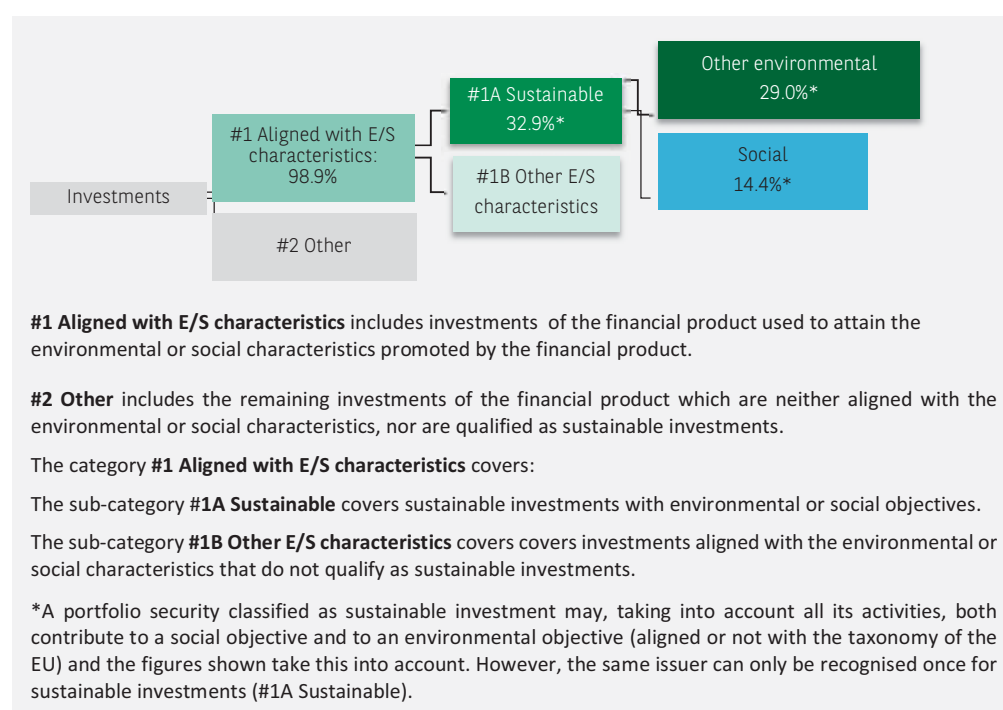 Other environmental
29.0%*
#1A Sustainable
32.9%*
#1 Aligned with E/S
characteristics:
98.9%
Social
14.4%*
#1B Other E/S
characteristics
Investments
#2 Other
#1 Aligned with E/S characteristics includes investments of the financial product used to attain the
environmental or social characteristics promoted by the financial product.
#2 Other includes the remaining investments of the financial product which are neither aligned with the
environmental or social characteristics, nor are qualified as sustainable investments.
The category #1 Aligned with E/S characteristics covers:
The sub-category #1A Sustainable covers sustainable investments with environmental or social objectives.
The sub-category #1B Other E/S characteristics covers covers investments aligned with the environmental or
social characteristics that do not qualify as sustainable investments.
*A portfolio security classified as sustainable investment may, taking into account all its activities, both
contribute to a social objective and to an environmental objective (aligned or not with the taxonomy of the
EU) and the figures shown take this into account. However, the same issuer can only be recognised once for
sustainable investments (#1A Sustainable).